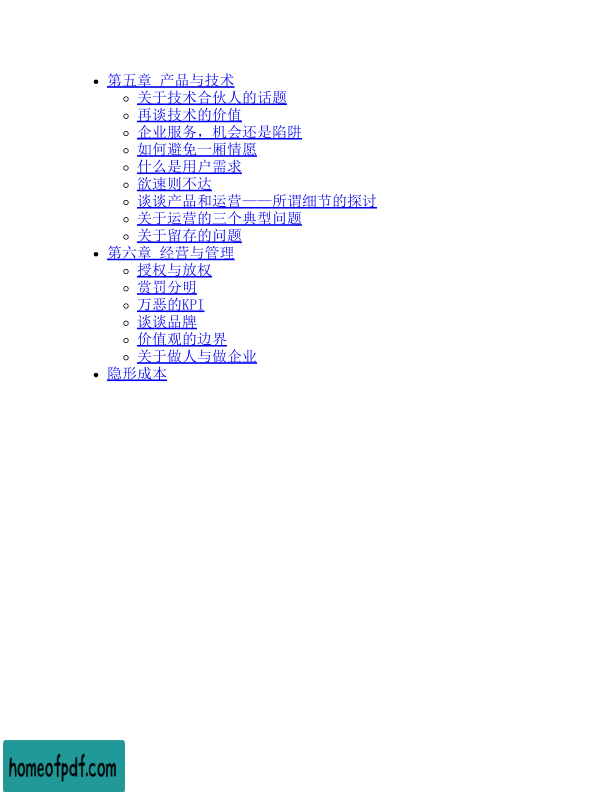 第五章 产品与技术
关于技术合伙人的话题
再谈技术的价值
企业服务，机会还是陷阱
如何避免一厢情愿
什么是用户需求
欲速则不达
谈谈产品和运营——所谓细节的探讨
关于运营的三个典型问题
关于留存的问题
第六章 经营与管理
授权与放权
赏罚分明
万恶的KPI
谈谈品牌
价值观的边界
关于做人与做企业
隐形成本
homeofpdf.com